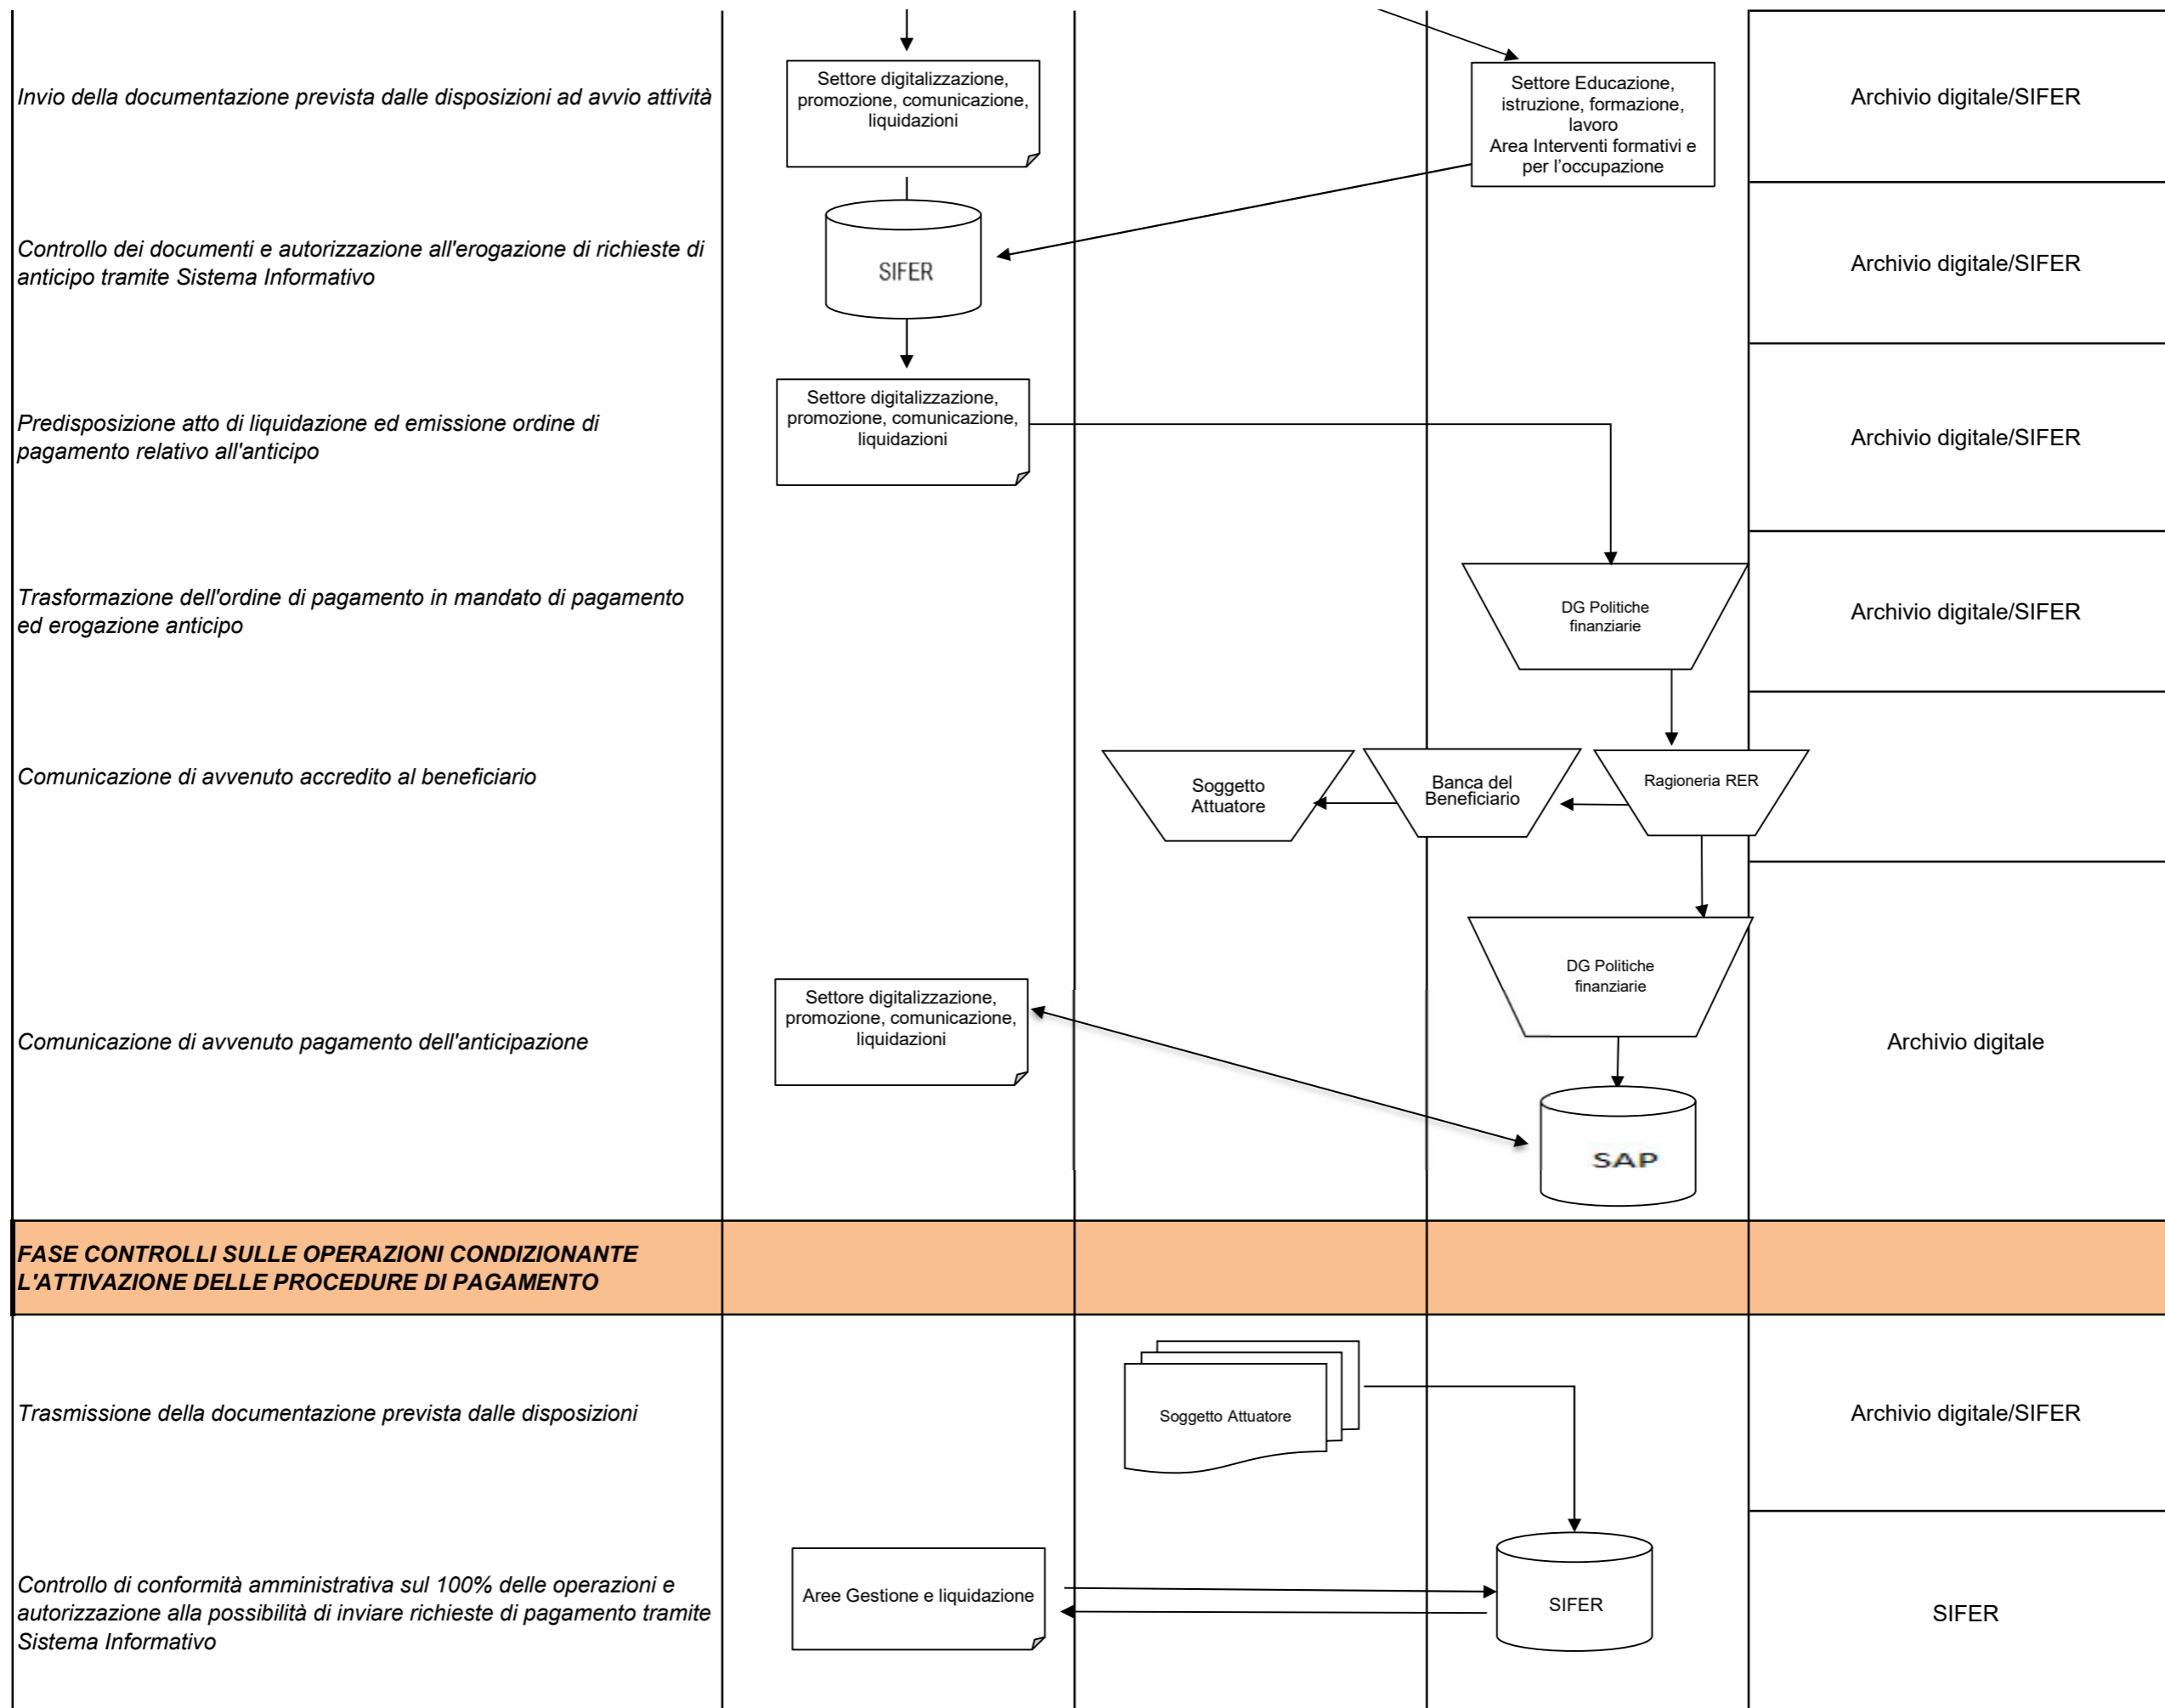 Invio della documentazione prevista dalle disposizioni ad avvio attività
Settore digitalizzazione,
promozione, comunicazione,
liquidazioni
Settore Educazione,
istruzione, formazione,
lavoro
Area Interventi formativi e
per l'occupazione
Archivio digitale/SIFER
Controllo dei documenti e autorizzazione all'erogazione di richieste di
anticipo tramite Sistema Informativo
SIFER
Archivio digitale/SIFER
Predisposizione atto di liquidazione ed emissione ordine di
pagamento relativo all'anticipo
Settore digitalizzazione,
promozione, comunicazione,
liquidazioni
Archivio digitale/SIFER
Trasformazione dell'ordine di pagamento in mandato di pagamento
ed erogazione anticipo
DG Politiche
finanziarie
Archivio digitale/SIFER
Comunicazione di avvenuto accredito al beneficiario
Soggetto
Attuatore
Banca del
Beneficiario
Ragioneria RER
DG Politiche
finanziarie
Comunicazione di avvenuto pagamento dell'anticipazione
Settore digitalizzazione,
promozione, comunicazione,
liquidazioni
SAP
Archivio digitale
FASE CONTROLLI SULLE OPERAZIONI CONDIZIONANTE
L'ATTIVAZIONE DELLE PROCEDURE DI PAGAMENTO
Trasmissione della documentazione prevista dalle disposizioni
Soggetto Attuatore
Archivio digitale/SIFER
Controllo di conformità amministrativa sul 100% delle operazioni e
autorizzazione alla possibilità di inviare richieste di pagamento tramite
Sistema Informativo
Aree Gestione e liquidazione
SIFER
SIFER